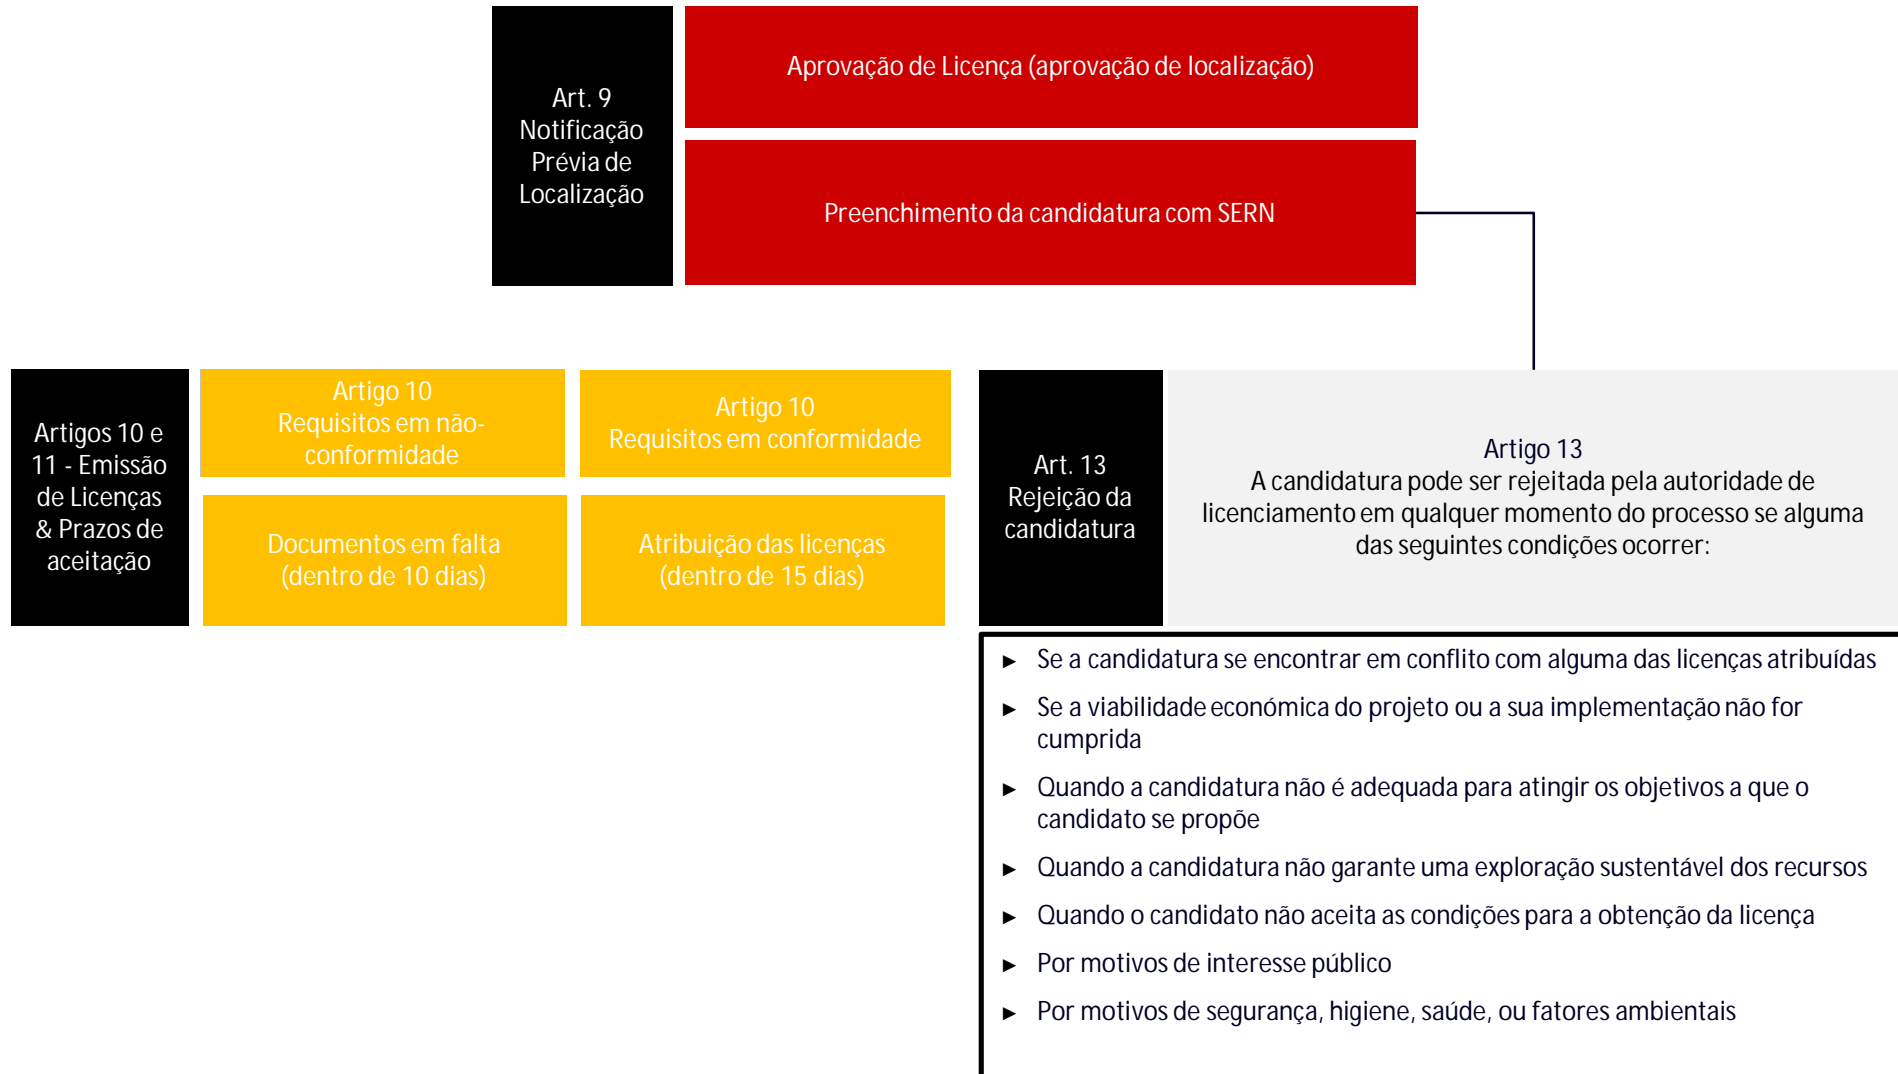 Art. 9
Notificação
Prévia de
Localização
Aprovação de Licença (aprovação de localização)
Preenchimento da candidatura com SERN
Artigos 10 e
11 - Emissão
de Licenças
& Prazos de
aceitação
Artigo 10
Requisitos em não-
conformidade
Artigo 10
Requisitos em conformidade
Documentos em falta
(dentro de 10 dias)
Atribuição das licenças
(dentro de 15 dias)
Art. 13
Rejeição da
candidatura
Artigo 13
A candidatura pode ser rejeitada pela autoridade de
licenciamento em qualquer momento do processo se alguma
das seguintes condições ocorrer:
► Se a candidatura se encontrar em conflito com alguma das licenças atribuídas
► Se a viabilidade económica do projeto ou a sua implementação não for
cumprida
► Quando a candidatura não é adequada para atingir os objetivos a que o
candidato se propõe
► Quando a candidatura não garante uma exploração sustentável dos recursos
► Quando o candidato não aceita as condições para a obtenção da licença
► Por motivos de interesse público
► Por motivos de segurança, higiene, saúde, ou fatores ambientais